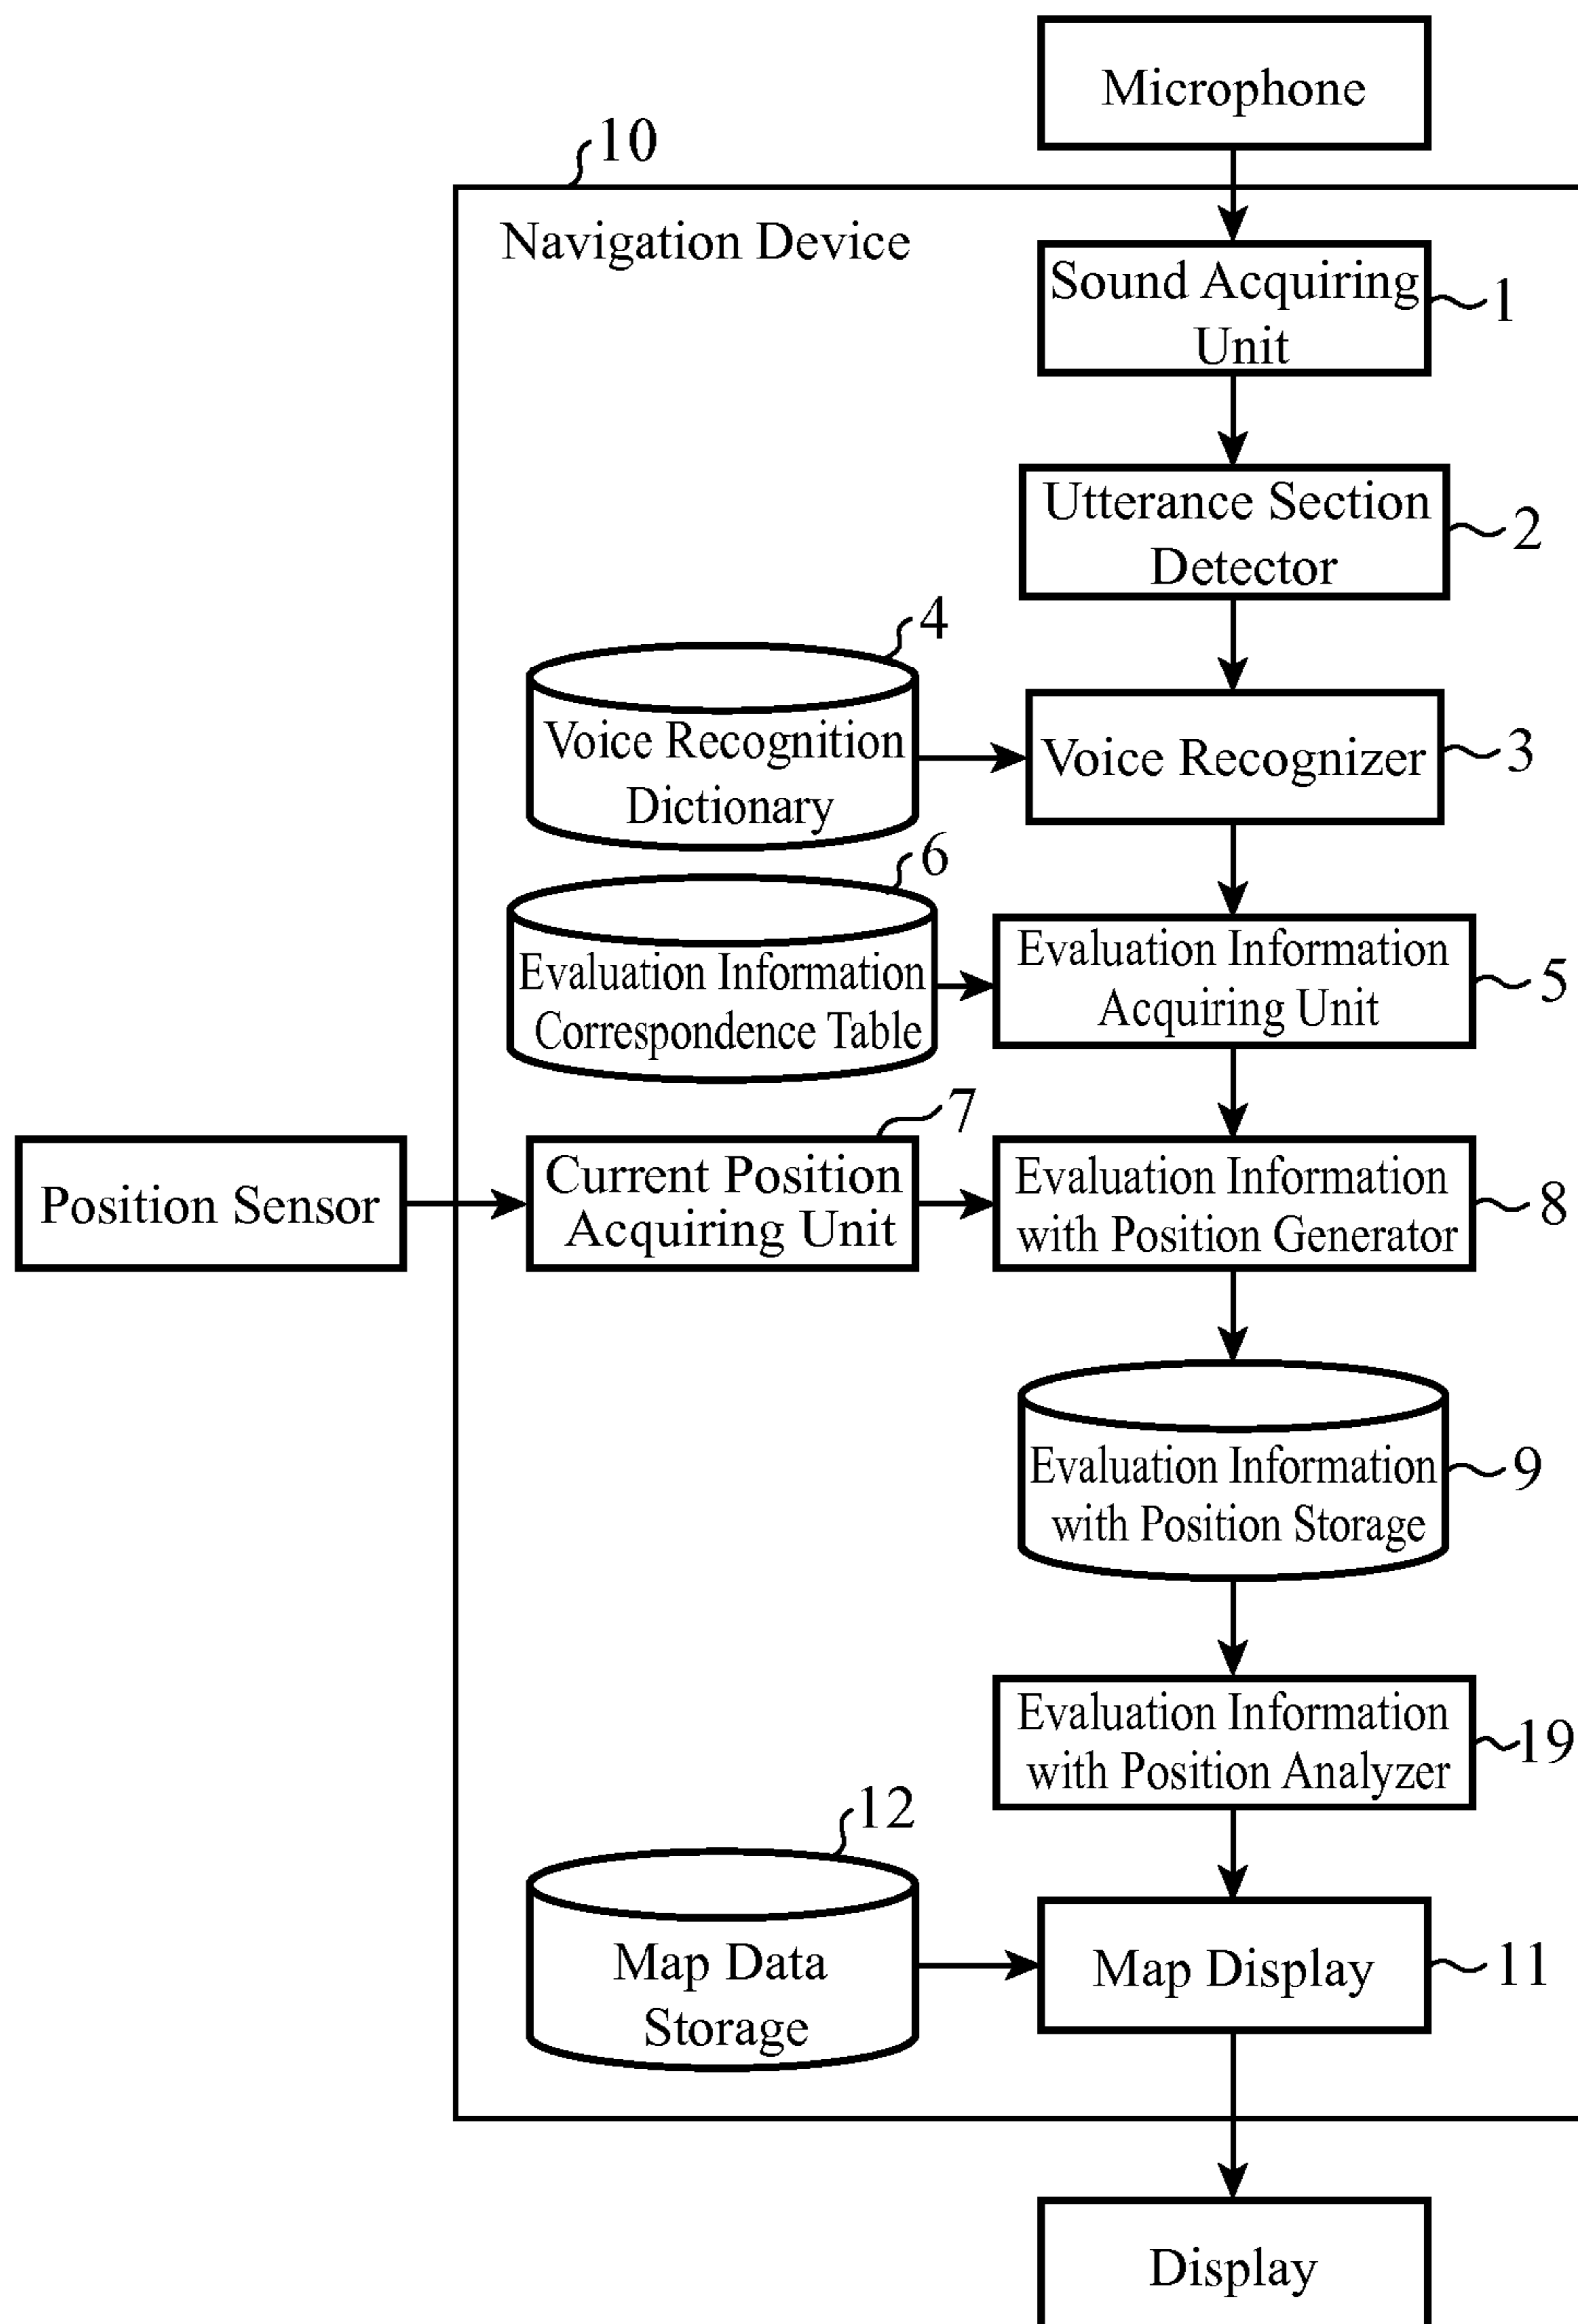 Microphone
10
Navigation Device
Sound Acquiring
Unit
1
Utterance Section
Detector
2
4
Voice Recognition
Dictionary
Voice Recognizer
3
6
Evaluation Information
Correspondence Table
Evaluation Information
Acquiring Unit
5
Position Sensor
7
Current Position
Acquiring Unit
Evaluation Information
with Position Generator
8
Evaluation Information
with Position Storage
9
Evaluation Information
with Position Analyzer
19
12
Map Data
Storage
Map Display
11
Display